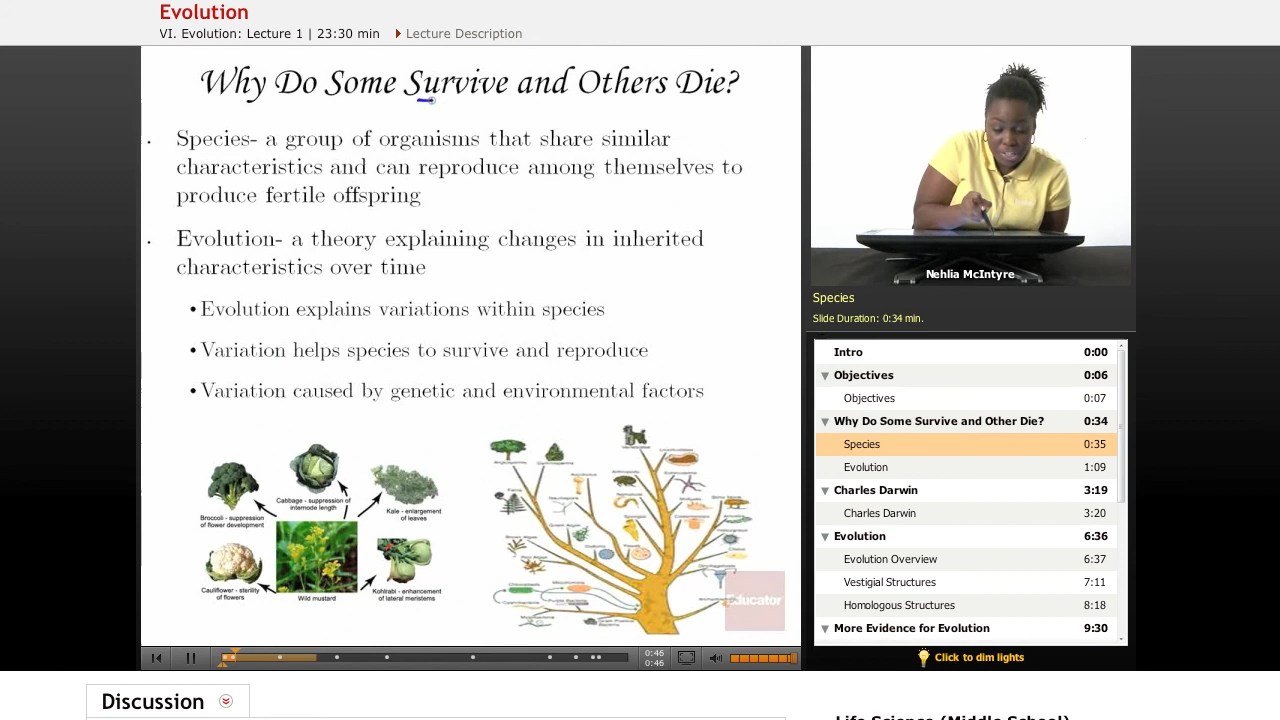 Evolution
VI. Evolution: Lecture 1 | 23:30 min Lecture Description
Why Do Some Survive and Others Die?
Species- a group of organisms that share similar
characteristics and can reproduce among themselves to
produce fertile offspring
Evolution- a theory explaining changes in inherited
characteristics over time
• Evolution explains variations within species
• Variation helps species to survive and reproduce
• Variation caused by genetic and environmental factors
Cabbage - suppression of
internode length
Broccoli - suppression
of flower development
Kale - enlargement
of leaves
Cauliflower - sterility
of flowers
Wild mustard
Kohlrabi - enhancement
of lateral meristems
Educator
0:46
0:46
Nehlia McIntyre
Species
Slide Duration: 0:34 min.
Intro 0:00
Objectives 0:06
Objectives 0:07
Why Do Some Survive and Other Die? 0:34
Species 0:35
Evolution 1:09
Charles Darwin 3:19
Charles Darwin 3:20
Evolution 6:36
Evolution Overview 6:37
Vestigial Structures 7:11
Homologous Structures 8:18
More Evidence for Evolution 9:30
Click to dim lights
Discussion
Life Science (Middle School)